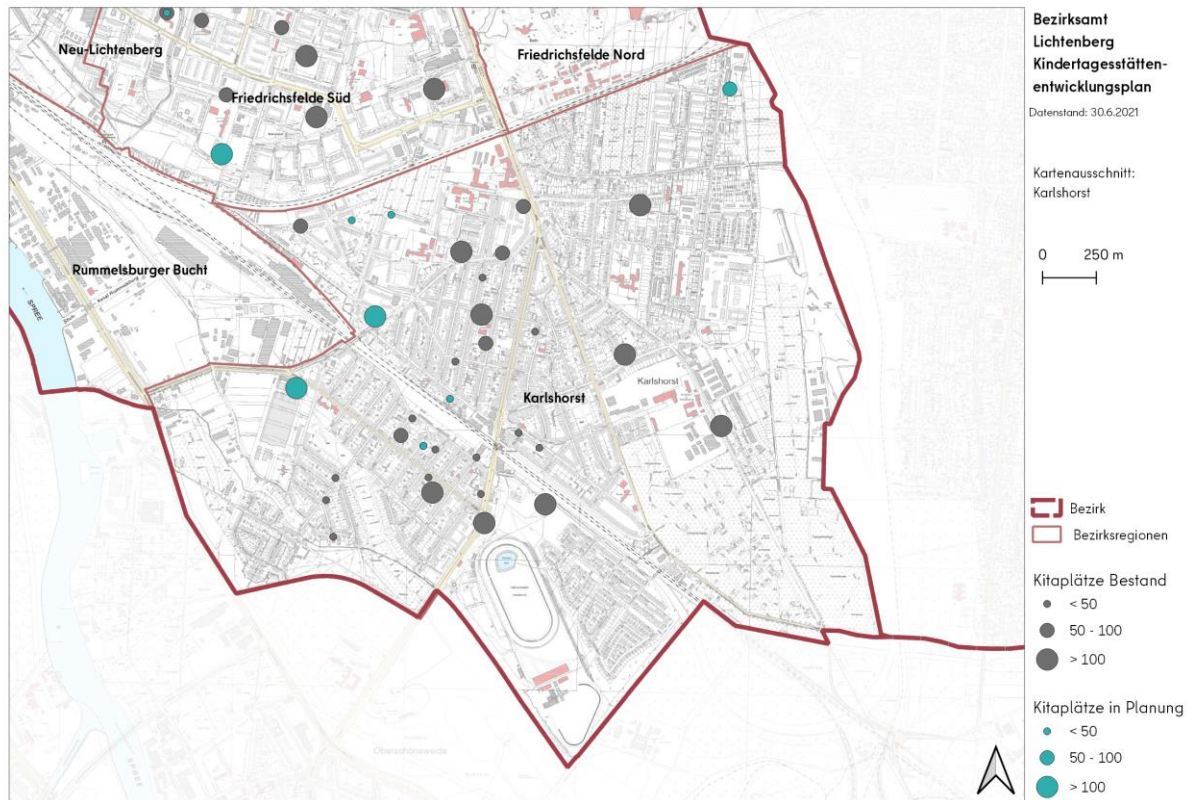 Neu-Lichtenberg
Friedrichsfelde Süd
Friedrichsfelde Nord
Rummelsburger Bucht
SPREE
Karlshorst
Karlshorst
Oberschöneweide
SPREE
Bezirksamt
Lichtenberg
Kindertagesstätten-
entwicklungsplan
Datenstand: 30.6.2021
Kartenausschnitt:
Karlshorst
0 250 m
Bezirk
Bezirksregionen
Kitaplätze Bestand
< 50
50 - 100
> 100
Kitaplätze in Planung
< 50
50 - 100
> 100